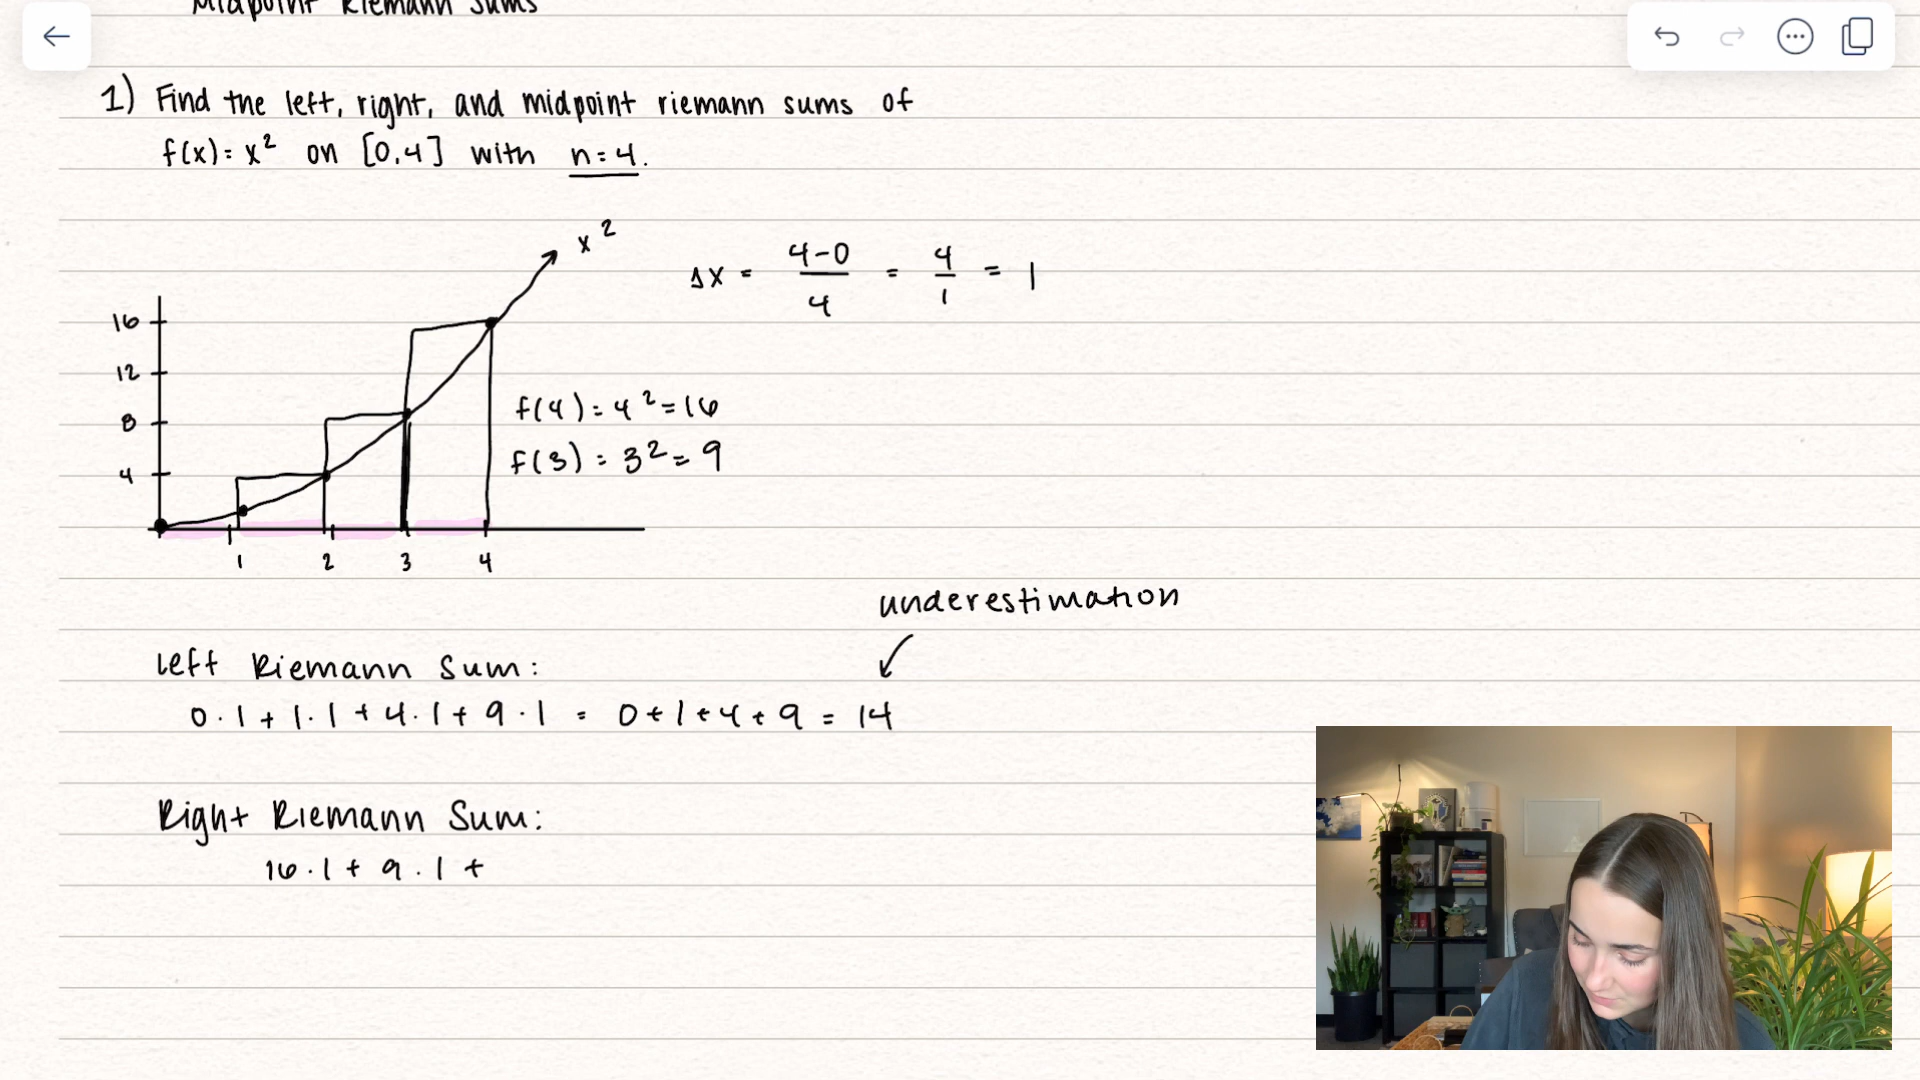 Midpoint Riemann Sums
1) Find the left, right, and midpoint riemann sums of
f(x) = x² on [0,4] with n = 4.
x²
Δx = 4-0/4 = 4/1 = 1
16
12
8
4
f(4) = 4² = 16
f(3) = 3² = 9
1 2 3 4
underestimation
Left Riemann Sum:
0·1 + 1·1 + 4·1 + 9·1 = 0+1+4+9 = 14
Right Riemann Sum:
16·1 + 9·1 +